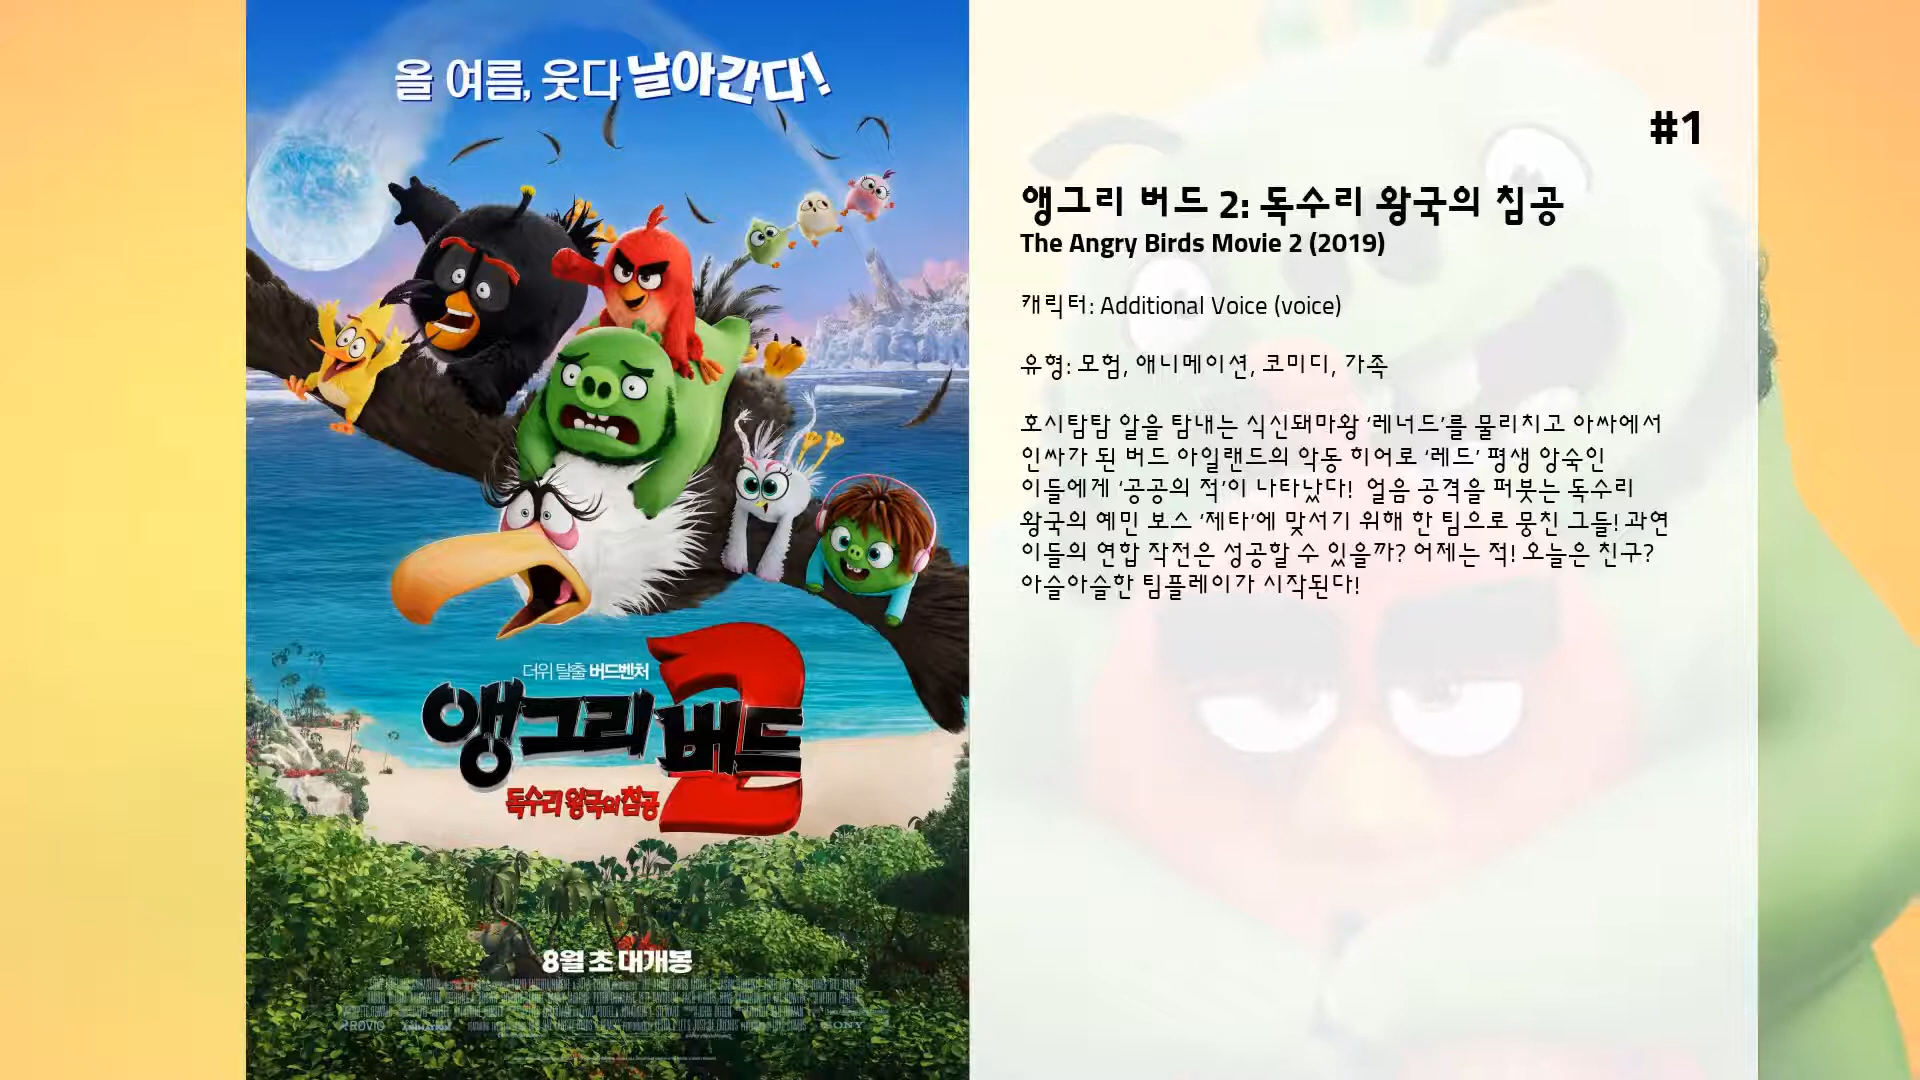 올 여름, 웃다 날아간다!
더위 탈출 버드벤처
앵그리 버드 2
독수리 왕국의 침공
8월 초 대개봉
ROVIO
SONY
#1
앵그리 버드 2: 독수리 왕국의 침공
The Angry Birds Movie 2 (2019)
캐릭터: Additional Voice (voice)
유형: 모험, 애니메이션, 코미디, 가족
호시탐탐 알을 탐내는 식신돼마왕 ‘레너드’를 물리치고 아싸에서
인싸가 된 버드 아일랜드의 악동 히어로 ‘레드’ 평생 앙숙인
이들에게 ‘공공의 적’이 나타났다! 얼음 공격을 퍼붓는 독수리
왕국의 예민 보스 ‘제타’에 맞서기 위해 한 팀으로 뭉친 그들! 과연
이들의 연합 작전은 성공할 수 있을까? 어제는 적! 오늘은 친구?
아슬아슬한 팀플레이가 시작된다!